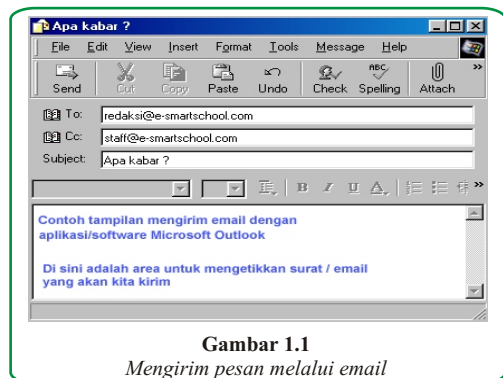 Apa kabar ?
File Edit View Insert Format Tools Message Help
Send Cut Copy Paste Undo Check Spelling Attach
To: redaksi@e-smartschool.com
Cc: staff@e-smartschool.com
Subject: Apa kabar ?
B I U A
Contoh tampilan mengirim email dengan
aplikasi/software Microsoft Outlook
Di sini adalah area untuk mengetikkan surat / email
yang akan kita kirim
Gambar 1.1
Mengirim pesan melalui email